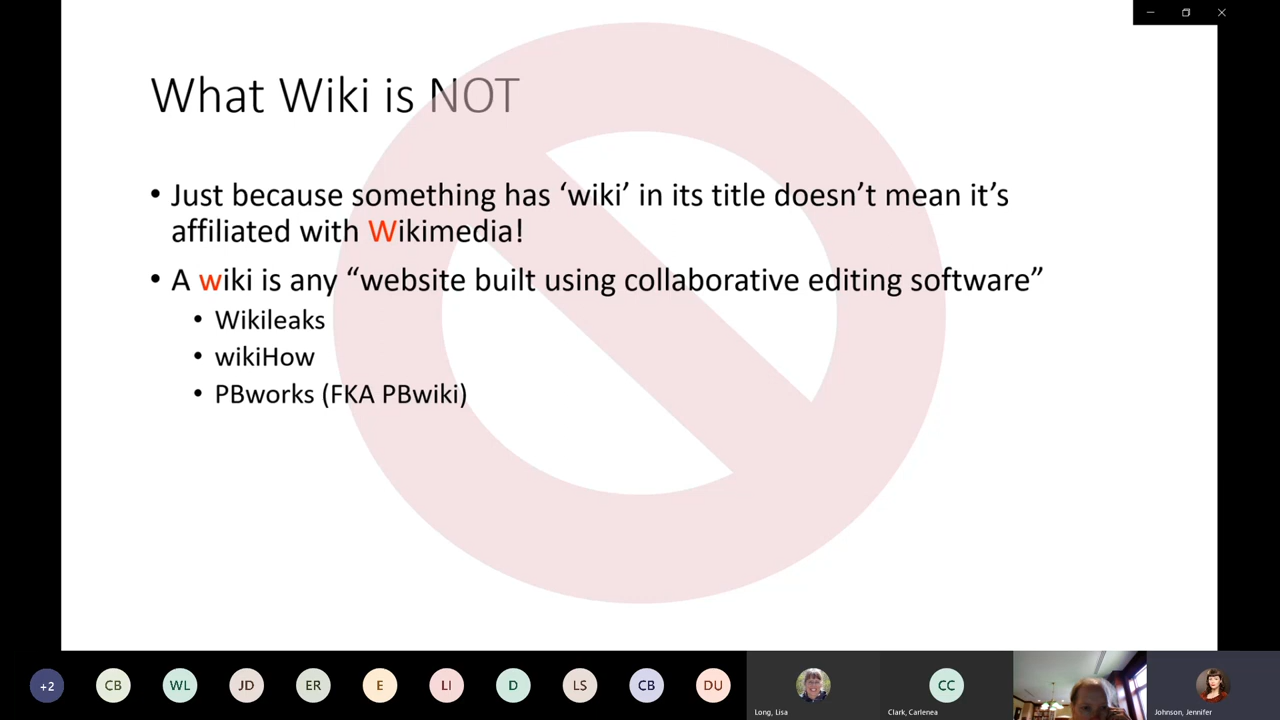 What Wiki is NOT
• Just because something has ‘wiki’ in its title doesn’t mean it’s
affiliated with Wikimedia!
• A wiki is any “website built using collaborative editing software”
• Wikileaks
• wikiHow
• PBworks (FKA PBwiki)
+2 CB WL JD ER E LI D LS CB DU CC
Long, Lisa Clark, Carlenea Johnson, Jennifer